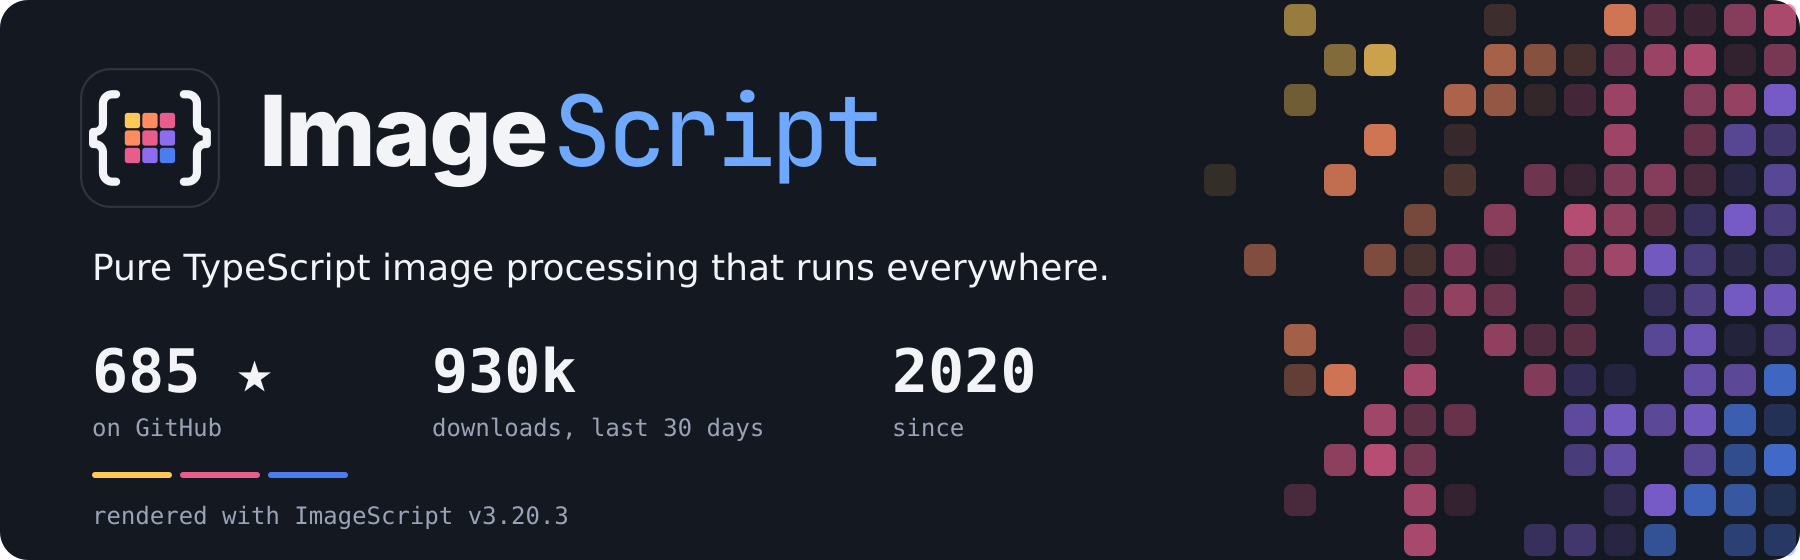 ImageScript
Pure TypeScript image processing that runs everywhere.
685 ★ 930k 2020
on GitHub downloads, last 30 days since
rendered with ImageScript v3.20.3